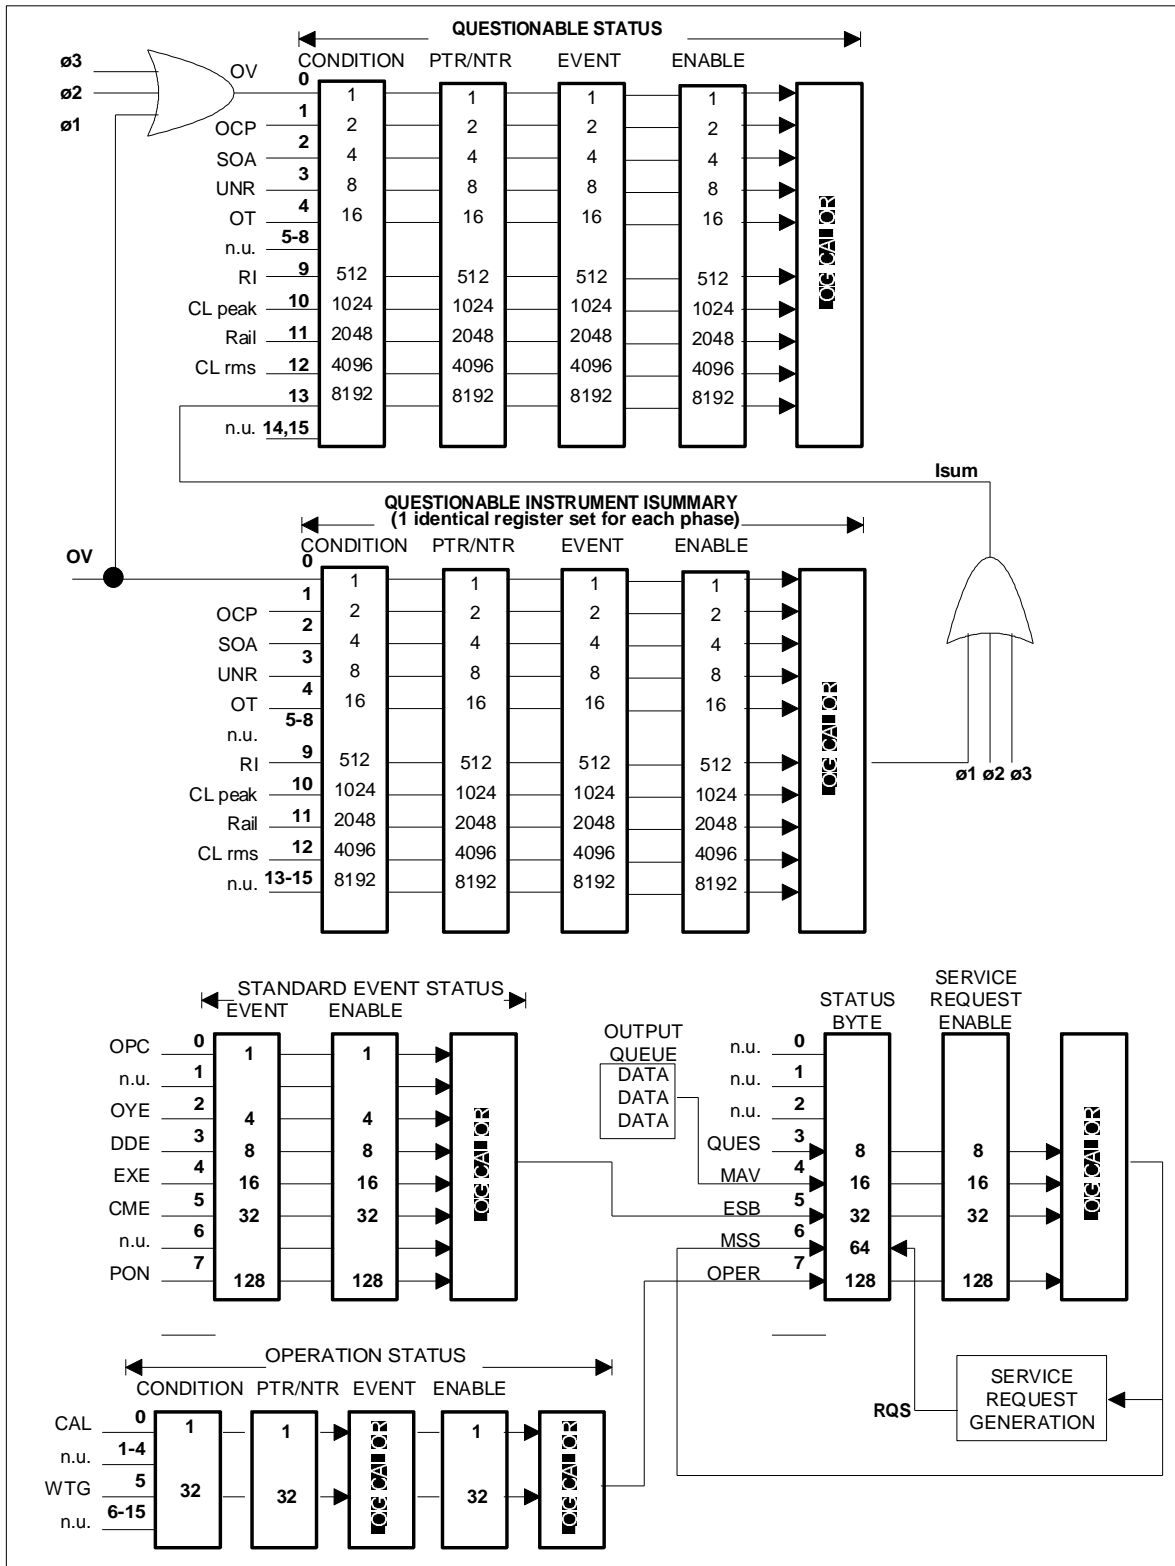 QUESTIONABLE STATUS
CONDITION PTR/NTR EVENT ENABLE
ø3
ø2
ø1
OV 0 1 1 1 1
OCP 1 2 2 2 2
SOA 2 4 4 4 4
UNR 3 8 8 8 8
OT 4 16 16 16 16
n.u. 5-8
RI 9 512 512 512 512
CL peak 10 1024 1024 1024 1024
Rail 11 2048 2048 2048 2048
CL rms 12 4096 4096 4096 4096
13 8192 8192 8192 8192
n.u. 14,15
LOGICAL OR
Isum
QUESTIONABLE INSTRUMENT ISUMMARY
(1 identical register set for each phase)
CONDITION PTR/NTR EVENT ENABLE
OV 0 1 1 1 1
OCP 1 2 2 2 2
SOA 2 4 4 4 4
UNR 3 8 8 8 8
OT 4 16 16 16 16
n.u. 5-8
RI 9 512 512 512 512
CL peak 10 1024 1024 1024 1024
Rail 11 2048 2048 2048 2048
CL rms 12 4096 4096 4096 4096
n.u. 13-15 8192 8192 8192 8192
LOGICAL OR
ø1 ø2 ø3
STANDARD EVENT STATUS
EVENT ENABLE
OPC 0 1 1
n.u. 1
OYE 2 4 4
DDE 3 8 8
EXE 4 16 16
CME 5 32 32
n.u. 6
PON 7 128 128
LOGICAL OR
OUTPUT
QUEUE
DATA
DATA
DATA
STATUS
BYTE
SERVICE
REQUEST
ENABLE
n.u. 0
n.u. 1
n.u. 2
QUES 3 8 8
MAV 4 16 16
ESB 5 32 32
MSS 6 64
OPER 7 128 128
LOGICAL OR
OPERATION STATUS
CONDITION PTR/NTR EVENT ENABLE
CAL 0 1 1 1
n.u. 1-4
WTG 5 32 32 32
n.u. 6-15
LOGICAL OR
LOGICAL OR
RQS
SERVICE
REQUEST
GENERATION